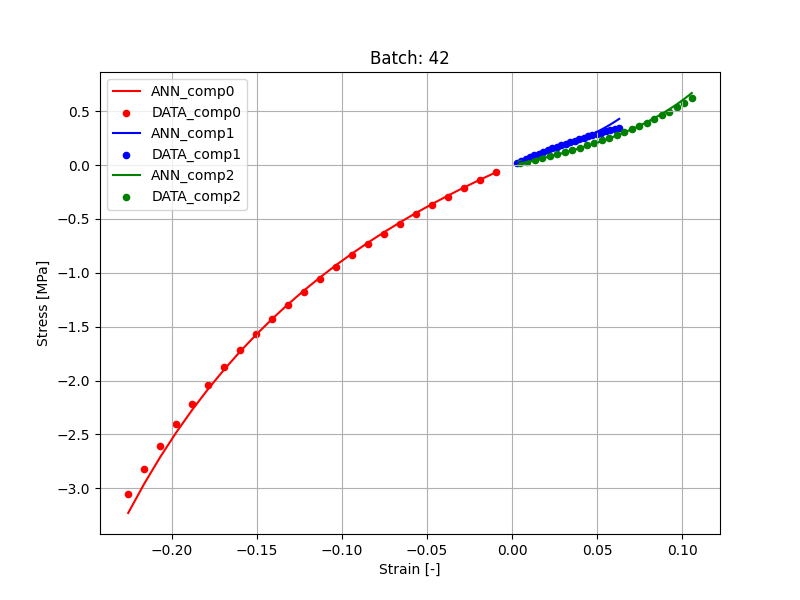 Batch: 42
ANN_comp0
DATA_comp0
ANN_comp1
DATA_comp1
ANN_comp2
DATA_comp2
0.5
0.0
−0.5
−1.0
−1.5
−2.0
−2.5
−3.0
Stress [MPa]
−0.20
−0.15
−0.10
−0.05
0.00
0.05
0.10
Strain [-]